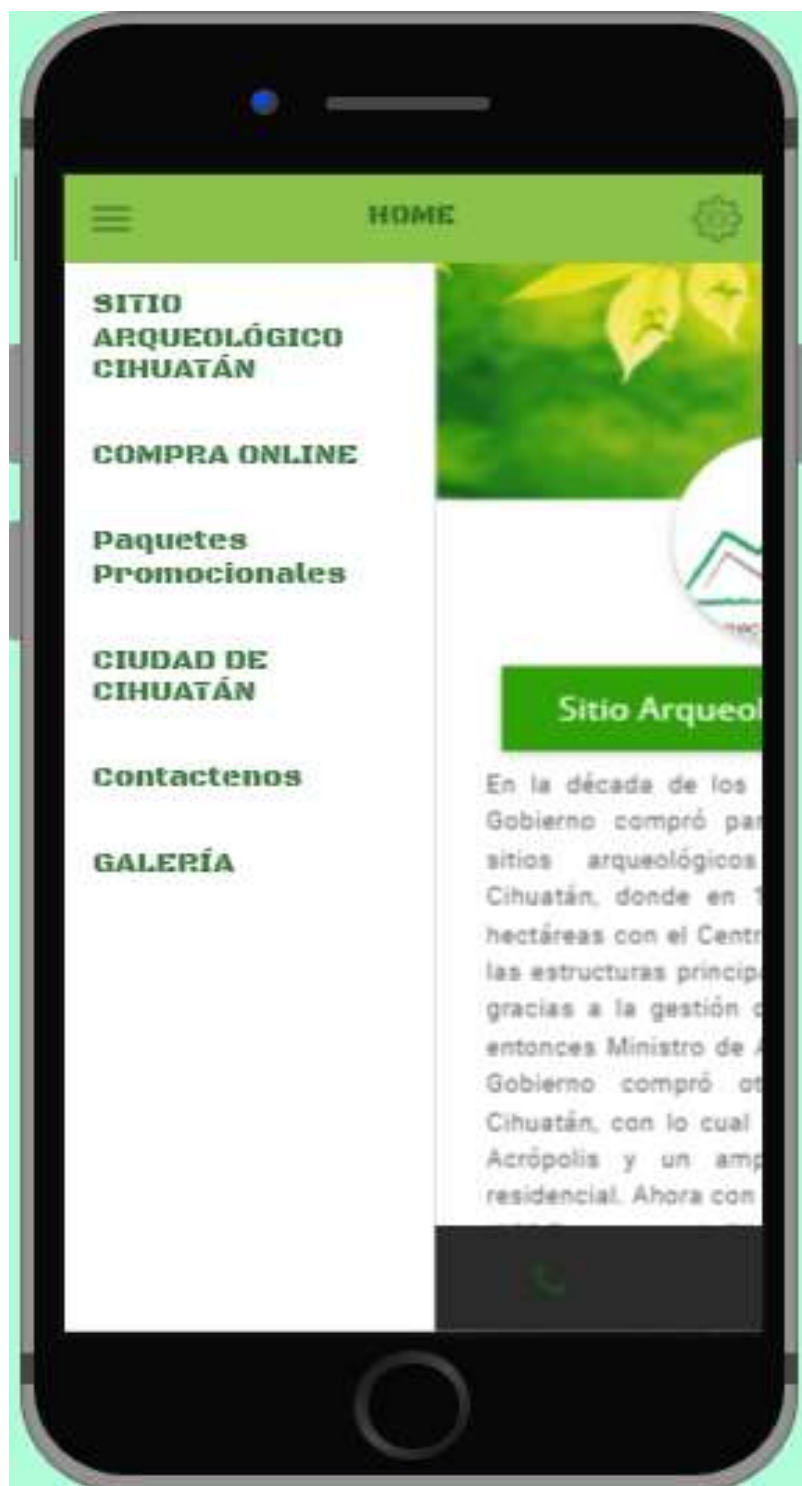 HOME
SITIO
ARQUEOLÓGICO
CIHUATÁN
COMPRA ONLINE
Paquetes
Promocionales
CIUDAD DE
CIHUATÁN
Contactenos
GALERÍA
Sitio Arqueol
En la década de los
Gobierno compró par
sitios arqueológicos
Cihuatán, donde en 1
hectáreas con el Centr
las estructuras princip
gracias a la gestión
entonces Ministro de
Gobierno compró ot
Cihuatán, con lo cual
Acrópolis y un amp
residencial. Ahora con